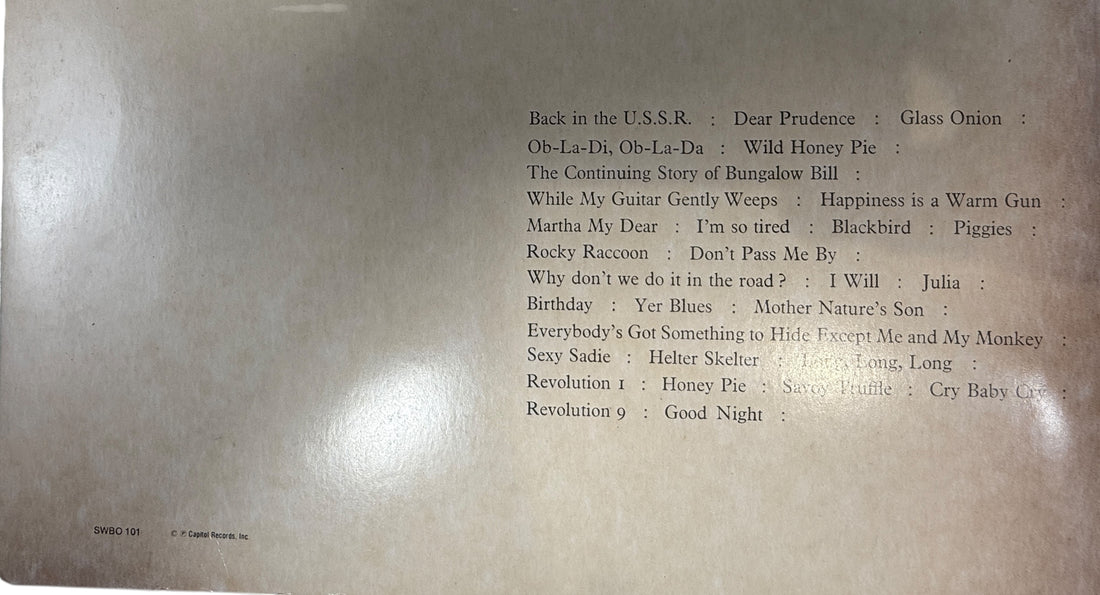 Back in the U.S.S.R. : Dear Prudence : Glass Onion :
Ob-La-Di, Ob-La-Da : Wild Honey Pie :
The Continuing Story of Bungalow Bill :
While My Guitar Gently Weeps : Happiness is a Warm Gun :
Martha My Dear : I'm so tired : Blackbird : Piggies :
Rocky Raccoon : Don't Pass Me By :
Why don't we do it in the road? : I Will : Julia :
Birthday : Yer Blues : Mother Nature's Son :
Everybody's Got Something to Hide Except Me and My Monkey :
Sexy Sadie : Helter Skelter : Long, Long, Long :
Revolution 1 : Honey Pie : Savoy Truffle : Cry Baby Cry :
Revolution 9 : Good Night :
SWBO 101 © ℗ Capitol Records, Inc.